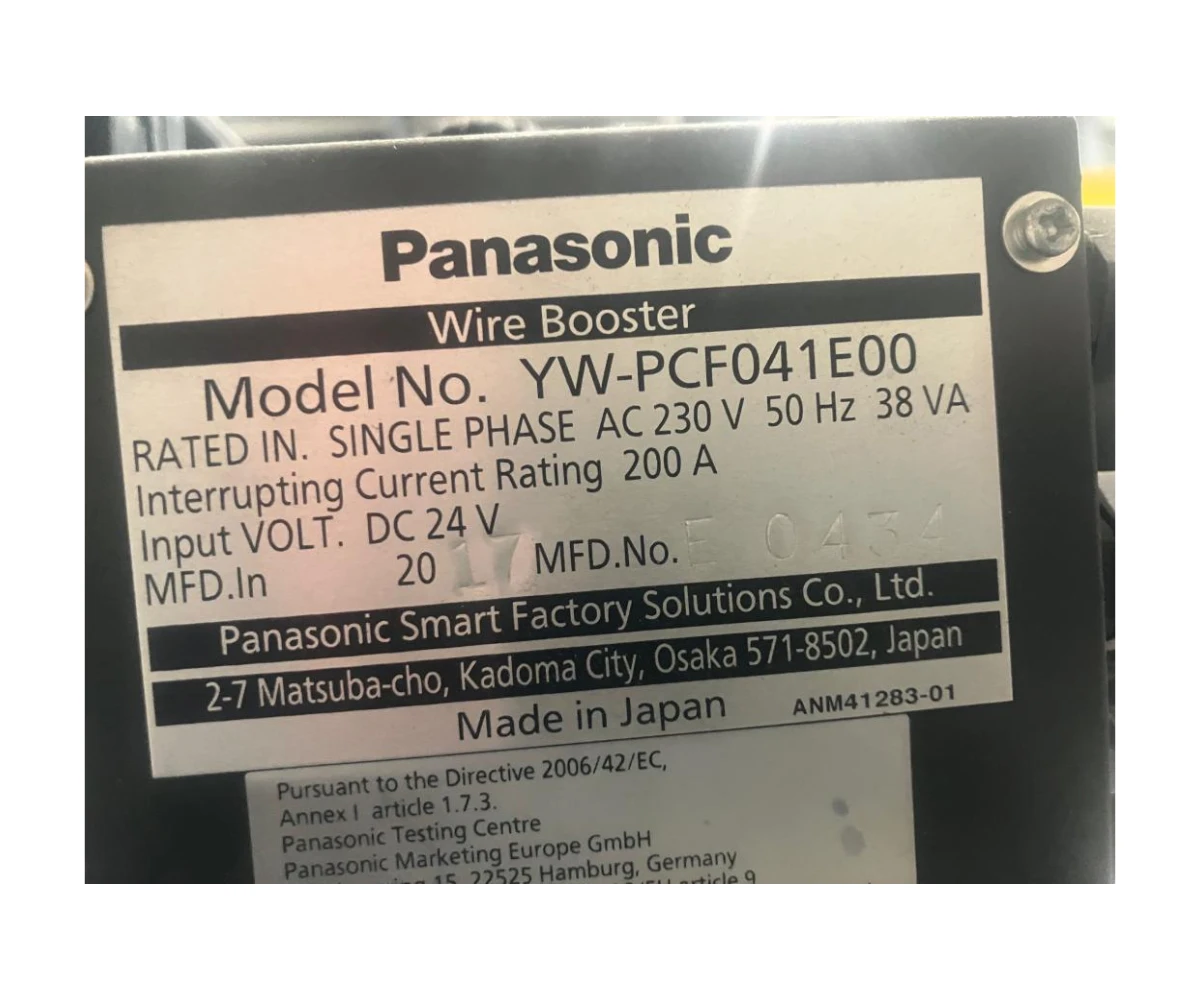 Panasonic
Wire Booster
Model No. YW-PCF041E00
RATED IN. SINGLE PHASE AC 230 V 50 Hz 38 VA
Interrupting Current Rating 200 A
Input VOLT. DC 24 V
MFD.In 20 17 MFD.No. E 0434
Panasonic Smart Factory Solutions Co., Ltd.
2-7 Matsuba-cho, Kadoma City, Osaka 571-8502, Japan
Made in Japan ANM41283-01
Pursuant to the Directive 2006/42/EC,
Annex I article 1.7.3.
Panasonic Testing Centre
Panasonic Marketing Europe GmbH
15, 22525 Hamburg, Germany
article 9